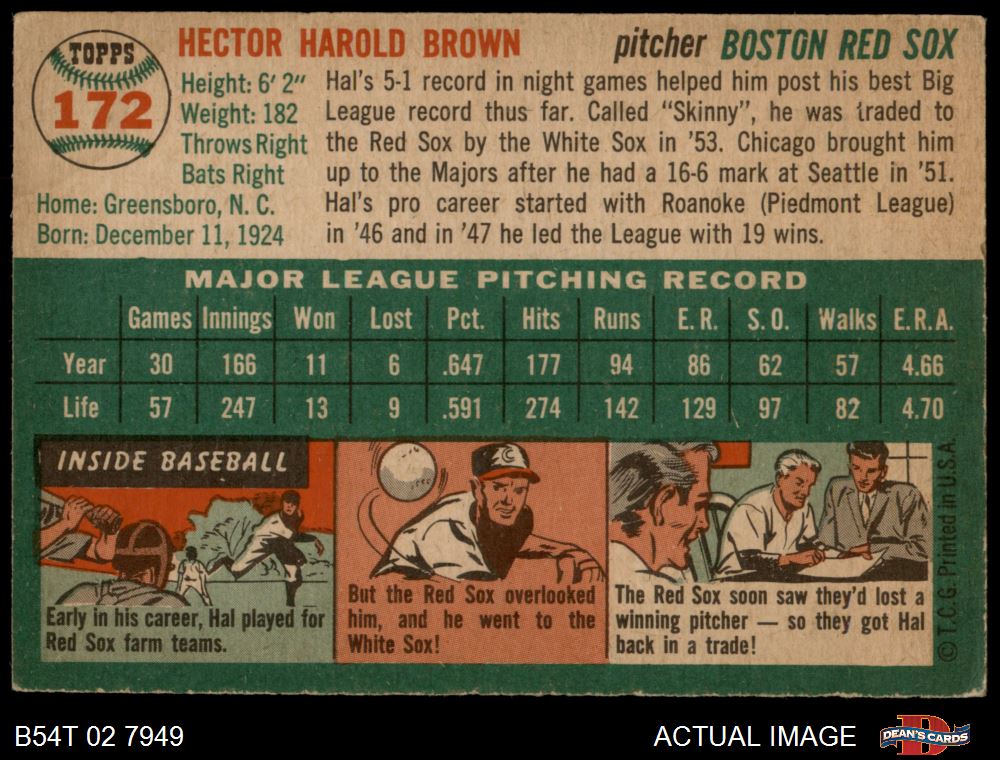 TOPPS
172
HECTOR HAROLD BROWN
pitcher BOSTON RED SOX
Height: 6' 2"
Weight: 182
Throws Right
Bats Right
Home: Greensboro, N. C.
Born: December 11, 1924
Hal's 5-1 record in night games helped him post his best Big
League record thus far. Called "Skinny", he was traded to
the Red Sox by the White Sox in '53. Chicago brought him
up to the Majors after he had a 16-6 mark at Seattle in '51.
Hal's pro career started with Roanoke (Piedmont League)
in '46 and in '47 he led the League with 19 wins.
MAJOR LEAGUE PITCHING RECORD
Games Innings Won Lost Pct. Hits Runs E. R. S. O. Walks E.R.A.
Year 30 166 11 6 .647 177 94 86 62 57 4.66
Life 57 247 13 9 .591 274 142 129 97 82 4.70
INSIDE BASEBALL
Early in his career, Hal played for
Red Sox farm teams.
C
But the Red Sox overlooked
him, and he went to the
White Sox!
The Red Sox soon saw they'd lost a
winning pitcher — so they got Hal
back in a trade!
© T. C. G. Printed in U.S.A.
B54T 02 7949
ACTUAL IMAGE
DEAN'S CARDS